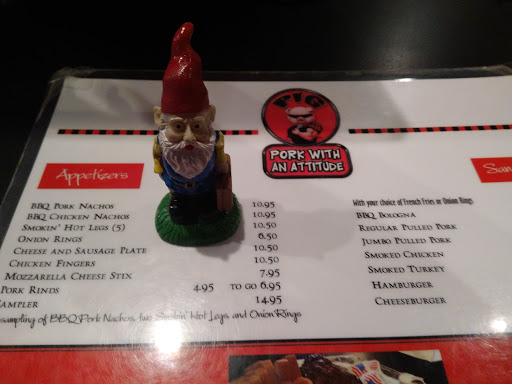 PIG
PORK WITH
AN ATTITUDE
Appetizers
BBQ Pork Nachos 10.95
BBQ Chicken Nachos 10.95
Smokin' Hot Legs (5) 10.50
Onion Rings 6.50
Cheese and Sausage Plate 10.50
Chicken Fingers 10.50
Mozzarella Cheese Stix 7.95
Pork Rinds 4.95 to go 6.95
ampler 14.95
sampling of BBQ Pork Nachos, two Smokin' Hot Legs and Onion Rings
San
With your choice of French Fries or Onion Rings
BBQ Bologna
Regular Pulled Pork
Jumbo Pulled Pork
Smoked Chicken
Smoked Turkey
Hamburger
Cheeseburger